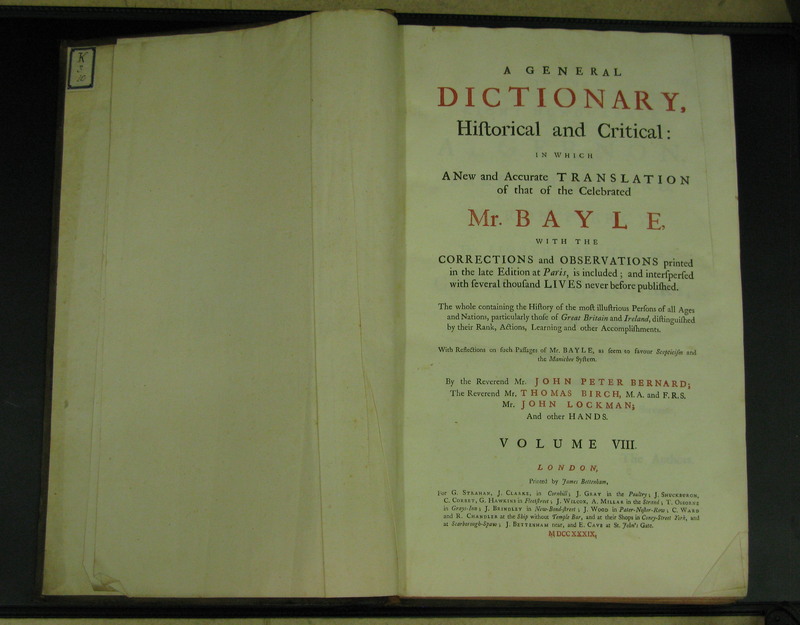 K
3
10
A GENERAL
DICTIONARY,
Hiſtorical and Critical:
IN WHICH
A New and Accurate TRANSLATION
of that of the Celebrated
Mr. BAYLE,
WITH THE
CORRECTIONS and OBSERVATIONS printed
in the late Edition at Paris, is included; and interſperſed
with ſeveral thouſand LIVES never before publiſhed.
The whole containing the Hiſtory of the moſt illuſtrious Perſons of all Ages
and Nations, particularly thoſe of Great Britain and Ireland, diſtinguiſhed
by their Rank, Actions, Learning and other Accompliſhments.
With Reflections on ſuch Paſſages of Mr. BAYLE, as ſeem to favour Scepticiſm and
the Manichee Syſtem.
By the Reverend Mr. JOHN PETER BERNARD;
The Reverend Mr. THOMAS BIRCH, M.A. and F.R.S.
Mr. JOHN LOCKMAN;
And other HANDS.
VOLUME VIII.
LONDON,
Printed by James Bettenham,
For G. STRAHAN, J. CLARKE, in Cornhill; J. GRAY in the Poultry; J. SHUCKBURGH,
C. CORBET, G. HAWKINS in Fleetſtreet; J. WILCOX, A. MILLAR in the Strand; T. OSBORNE
in Grays-Inn; J. BRINDLEY in New-Bond-ſtreet; J. WOOD in Pater-Noſter-Row; C. WARD
and R. CHANDLER at the Ship without Temple Bar, and at their Shops in Coney-Street York, and
at Scarborough-Spaw; J. BETTENHAM and E. CAVE at St. John's Gate.
MDCCXXXIX.